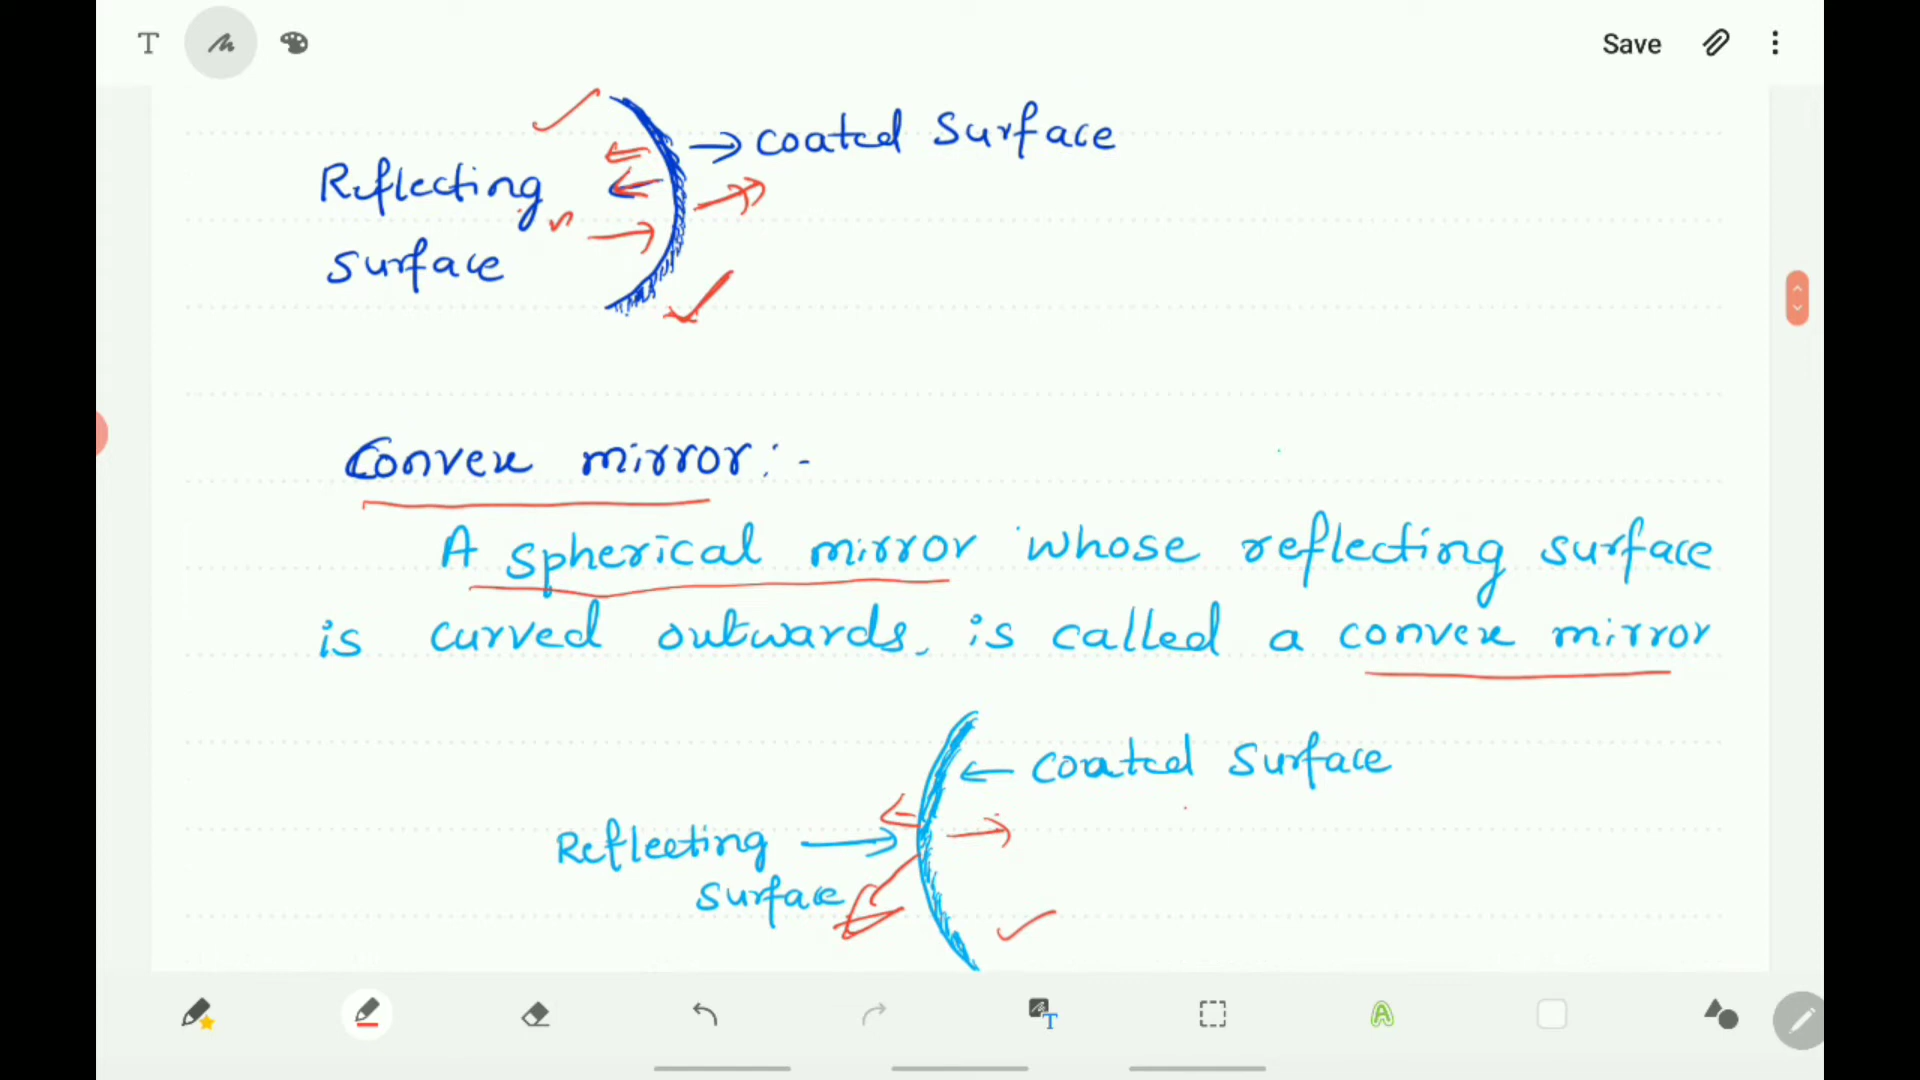 T
Save
Reflecting
surface
→ coated surface
Convex mirror:-
A spherical mirror whose reflecting surface
is curved outwards, is called a convex mirror
← coated surface
Reflecting →
surface
T
A